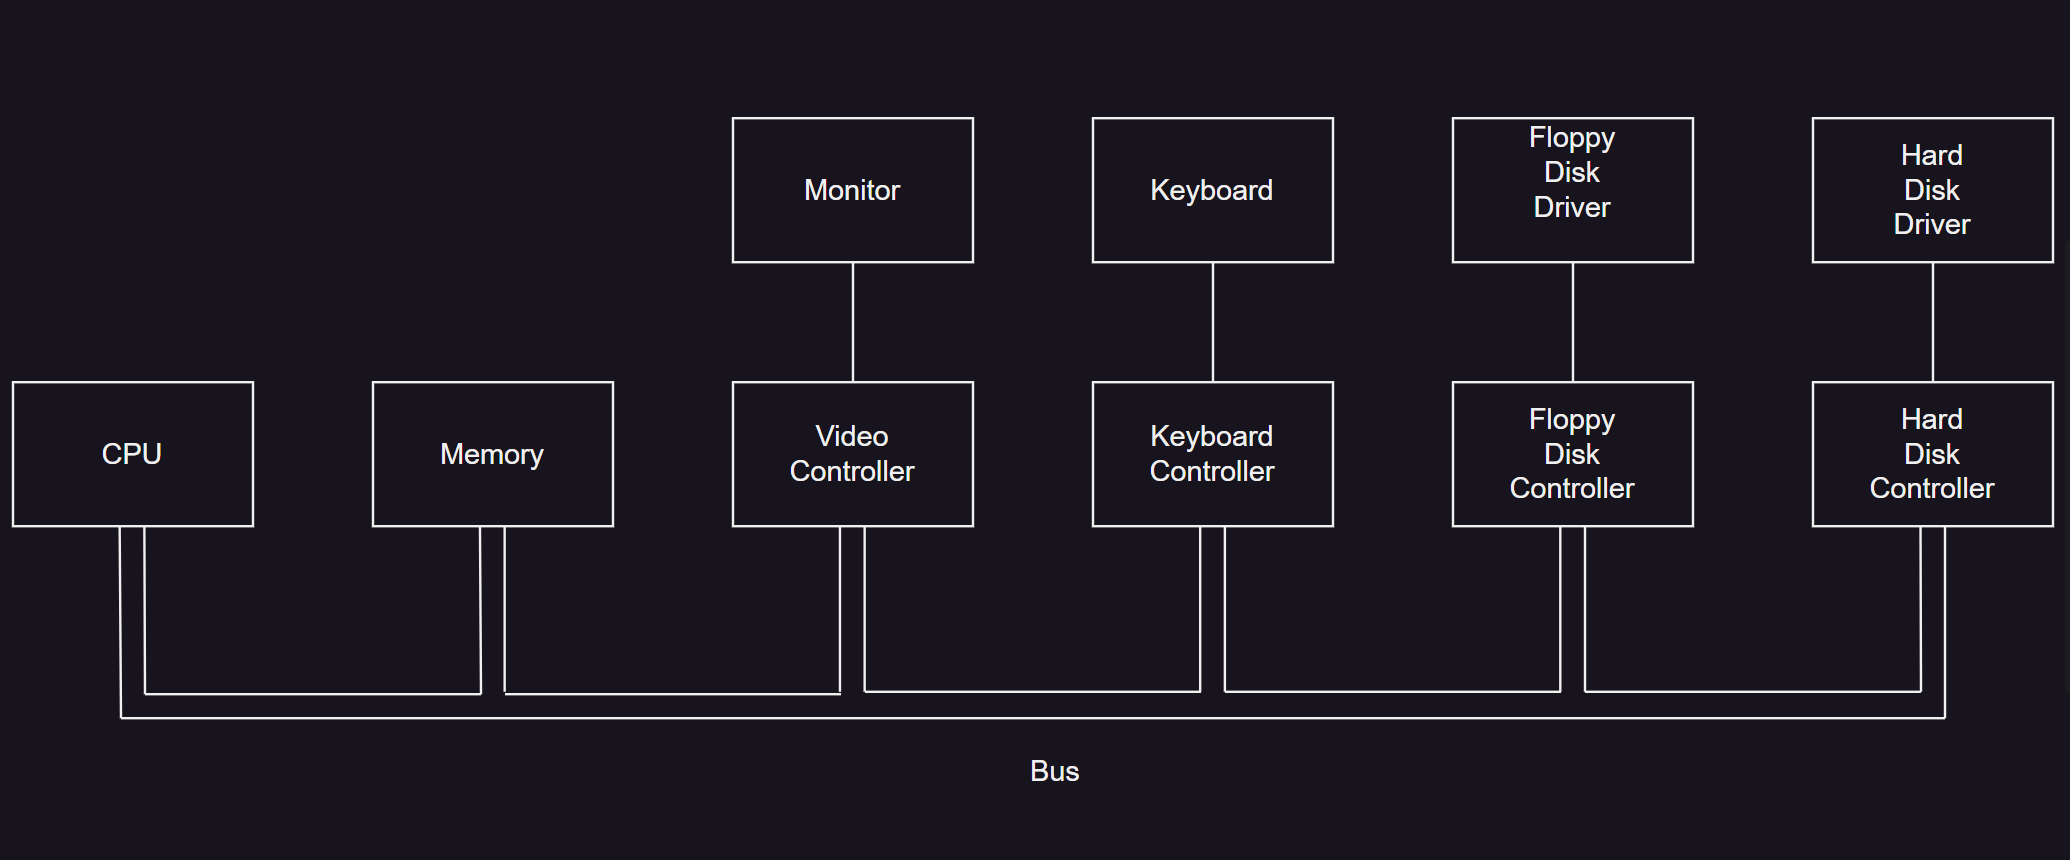 Monitor
Keyboard
Floppy
Disk
Driver
Hard
Disk
Driver
CPU
Memory
Video
Controller
Keyboard
Controller
Floppy
Disk
Controller
Hard
Disk
Controller
Bus